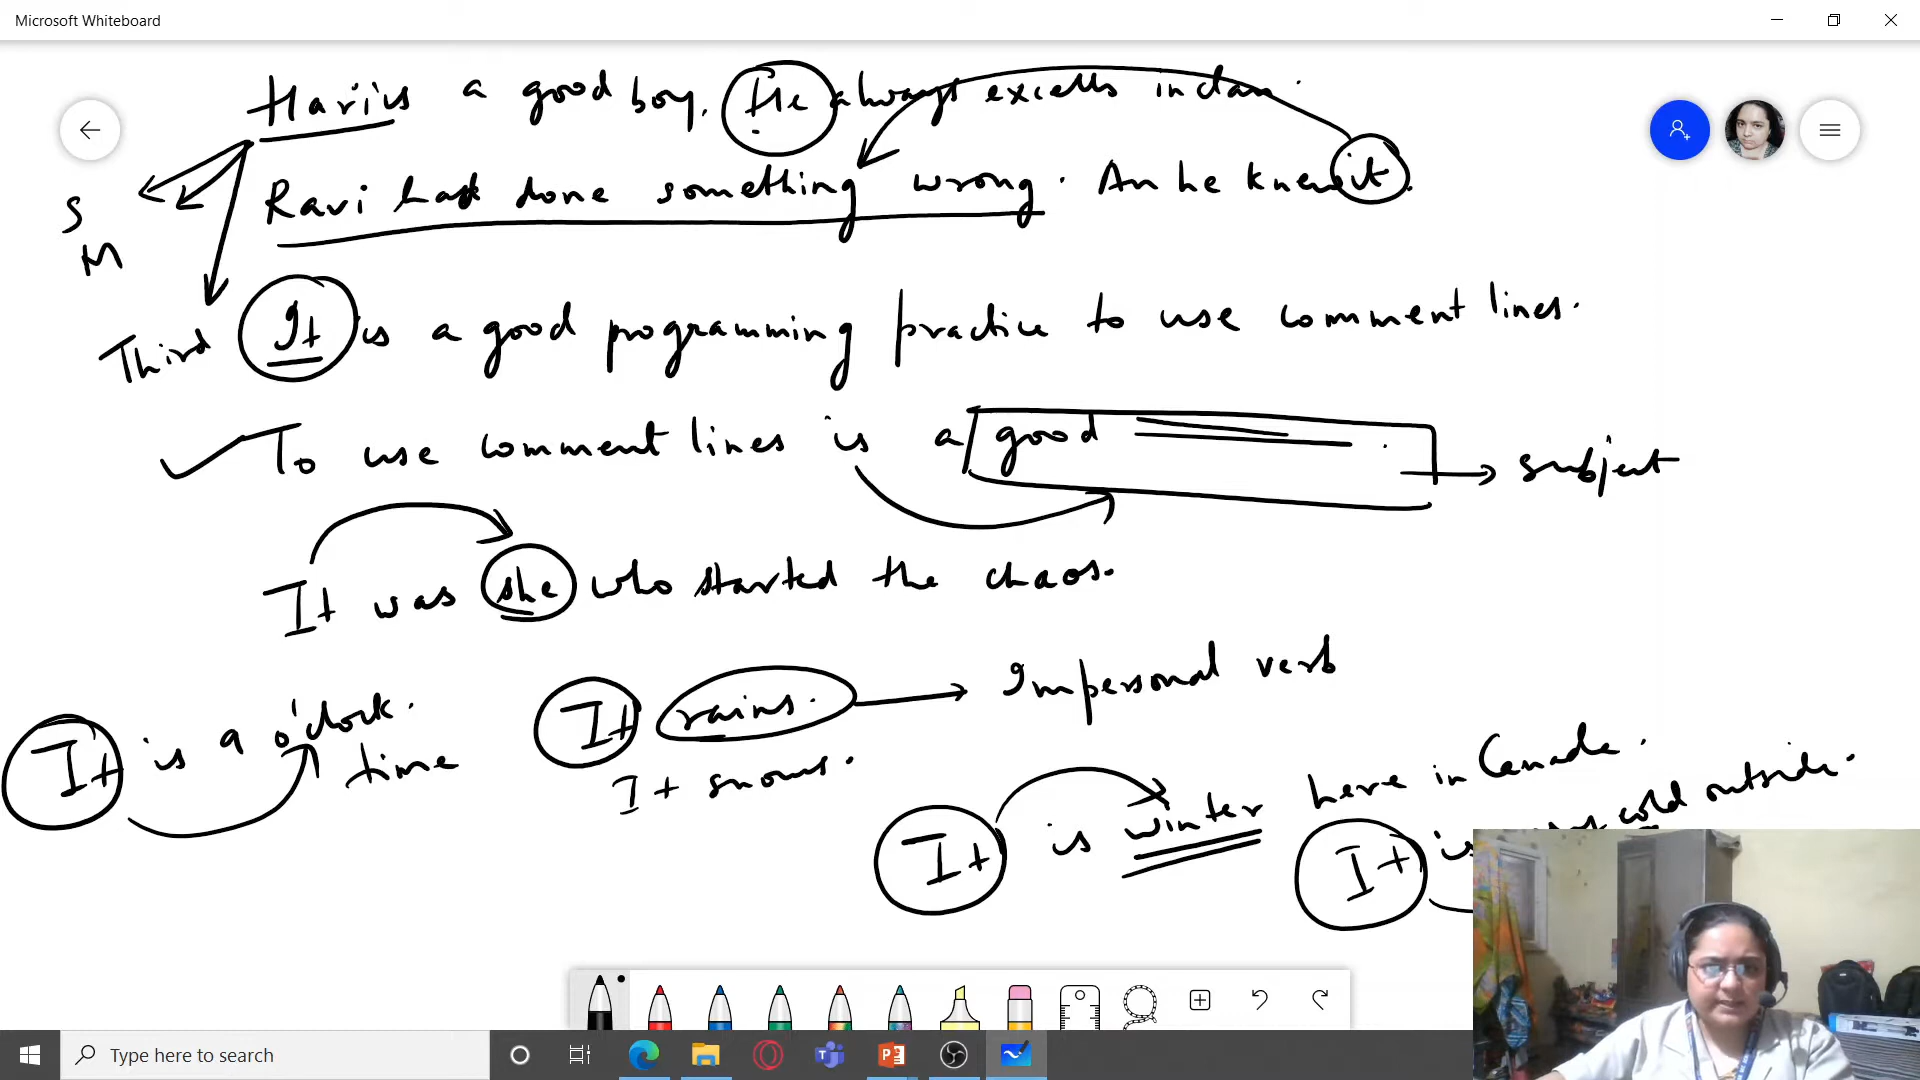 Microsoft Whiteboard
Hari is a good boy. He always excells in class.
Ravi had done something wrong. An he knew it.
S
M
Third
It is a good programming practice to use comment lines.
To use comment lines is a good
subject
It was she who started the chaos.
It is 9 o'clock.
time
It rains. Impersonal verb
It snows.
It is winter here in Canada.
It is cold outside.
Type here to search